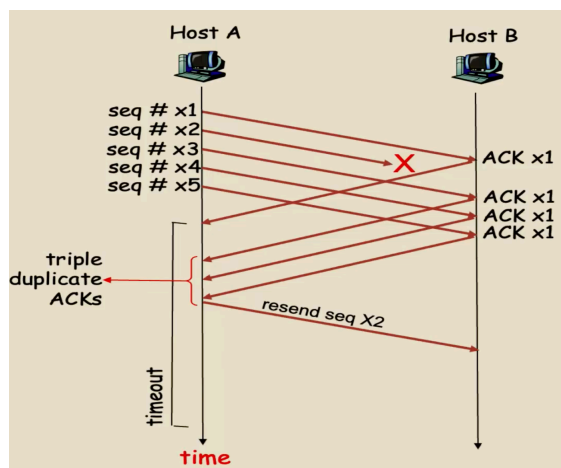 Host A
Host B
seq # x1
seq # x2
seq # x3
seq # x4
seq # x5
X
ACK x1
ACK x1
ACK x1
ACK x1
triple
duplicate
ACKs
resend seq X2
timeout
time